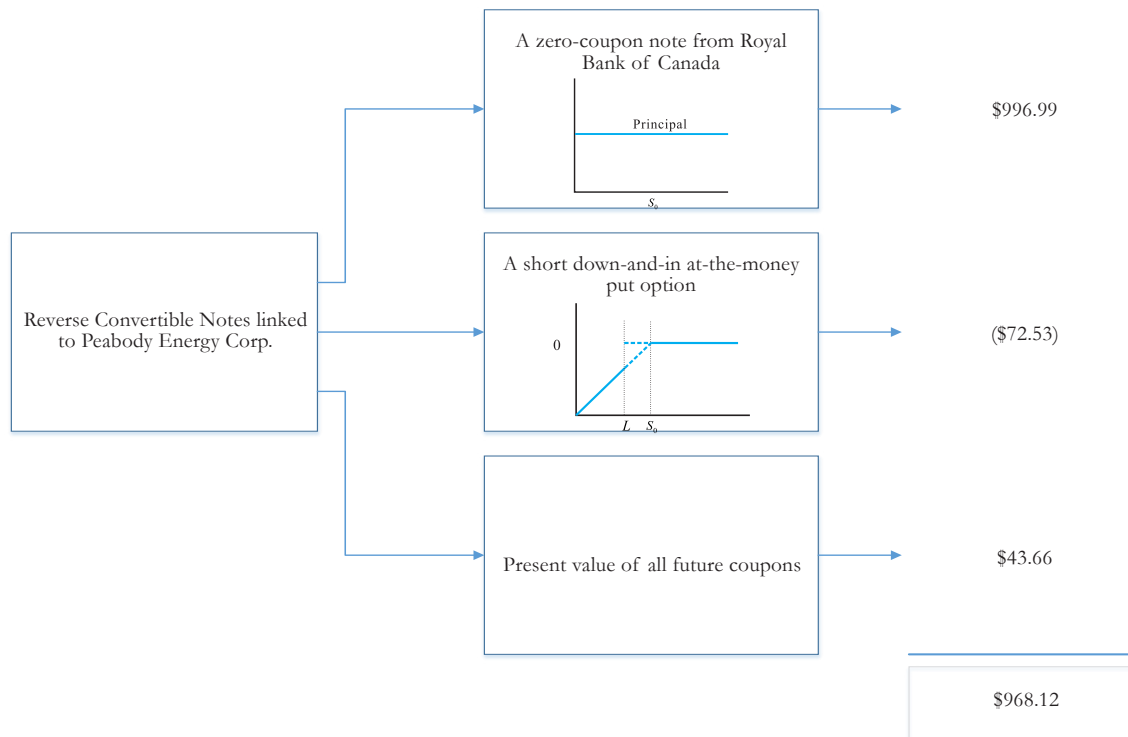 A zero-coupon note from Royal
Bank of Canada
Principal
S₀
$996.99
Reverse Convertible Notes linked
to Peabody Energy Corp.
A short down-and-in at-the-money
put option
0
L S₀
($72.53)
Present value of all future coupons
$43.66
$968.12